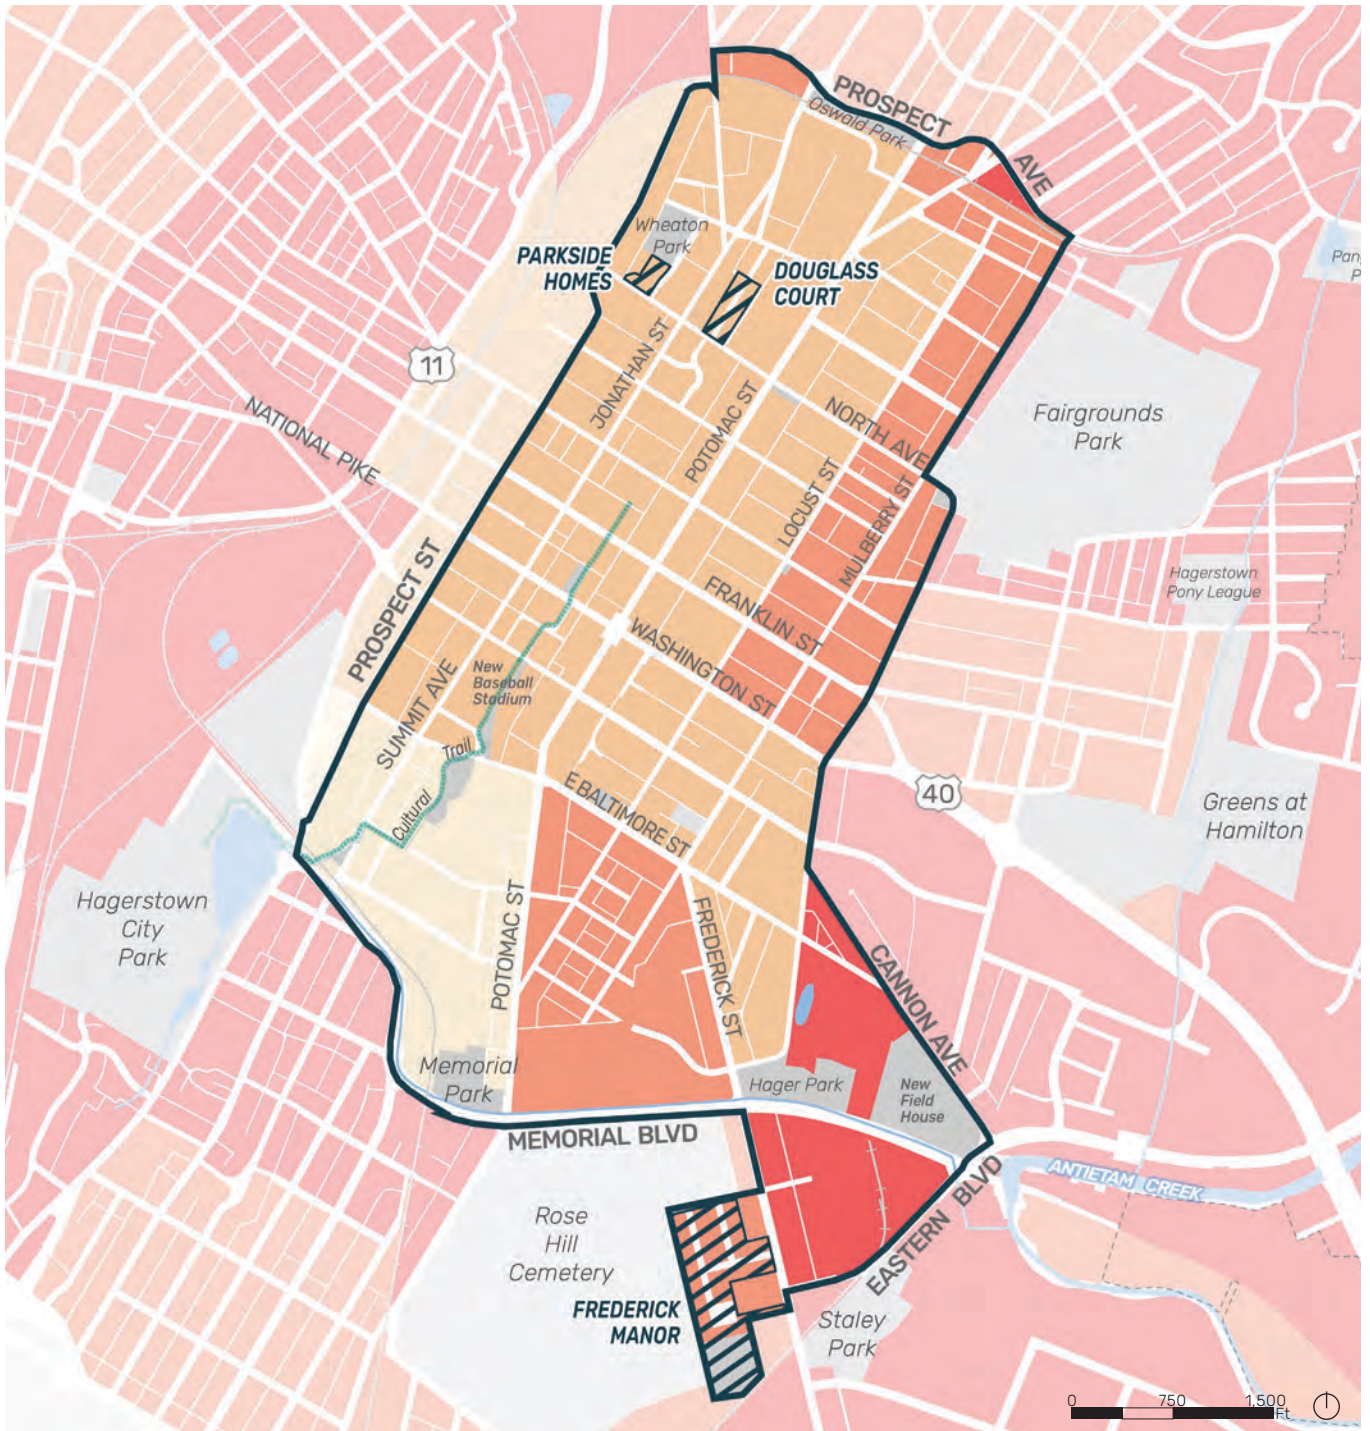 PROSPECT
AVE
Oswald Park
Wheaton
Park
PARKSIDE
HOMES
DOUGLASS
COURT
11
JONATHAN ST
POTOMAC ST
NORTH AVE
Fairgrounds
Park
NATIONAL PIKE
LOCUST ST
MULBERRY ST
PROSPECT ST
FRANKLIN ST
WASHINGTON ST
Hagerstown
Pony League
New
Baseball
Stadium
SUMMIT AVE
Trail
Cultural
E BALTIMORE ST
40
Greens at
Hamilton
Hagerstown
City
Park
POTOMAC ST
FREDERICK ST
CANNON AVE
Memorial
Park
Hager Park
New
Field
House
MEMORIAL BLVD
EASTERN BLVD
ANTIETAM CREEK
Rose
Hill
Cemetery
FREDERICK
MANOR
Staley
Park
0 750 1,500
Ft